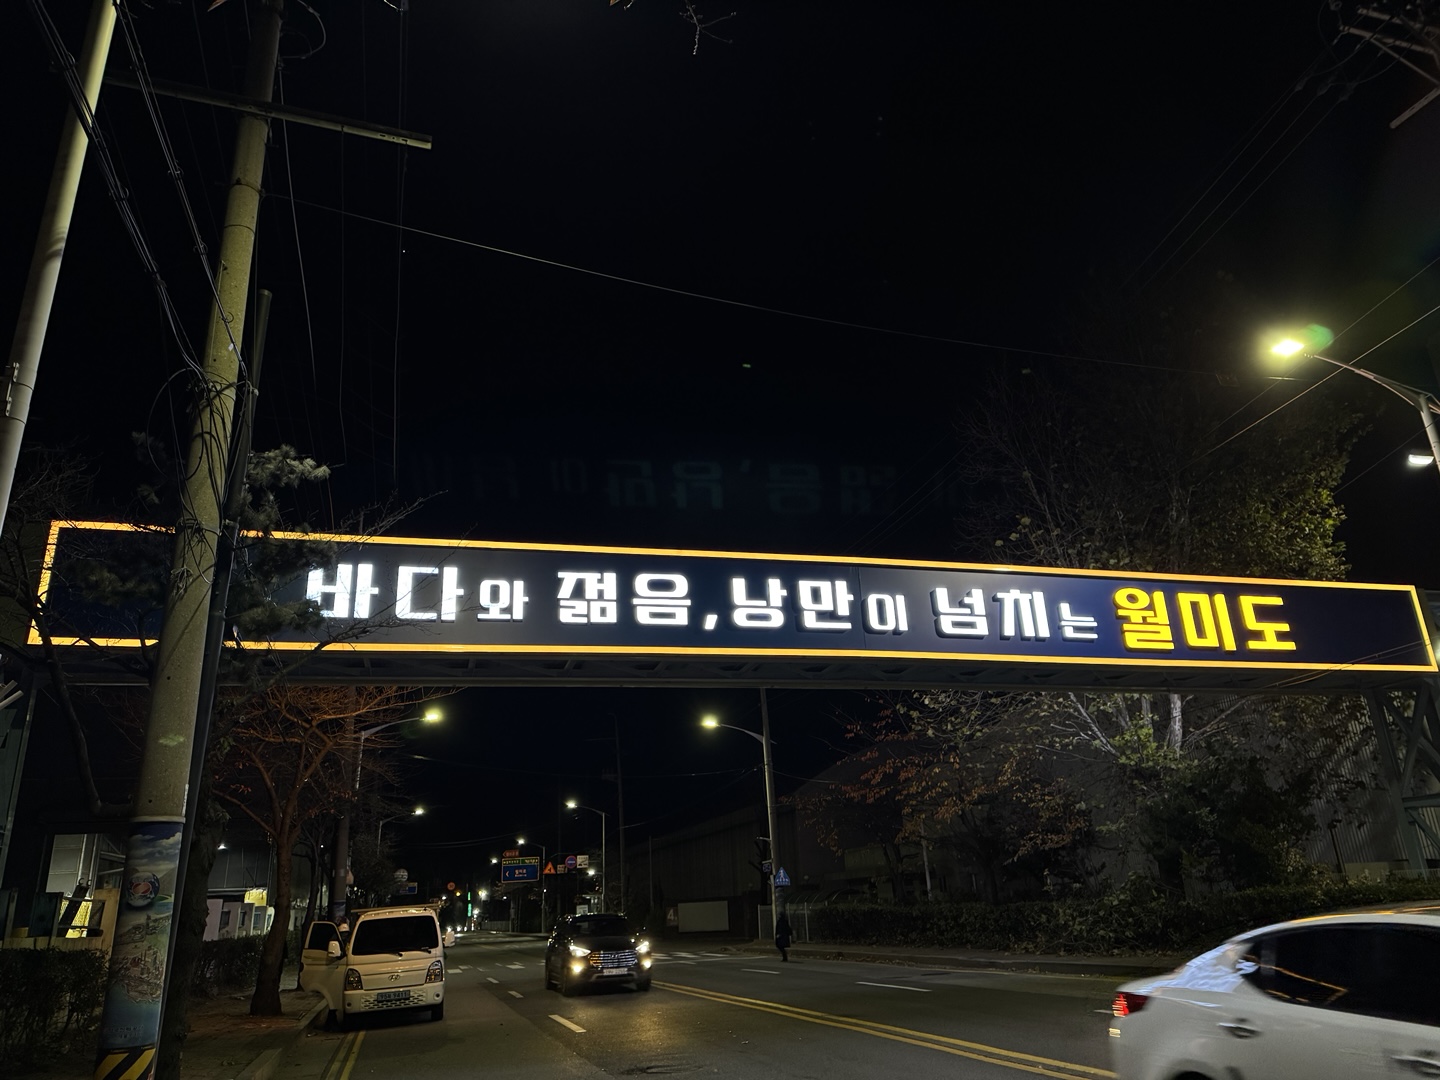 바다와 젊음, 낭만이 넘치는 월미도